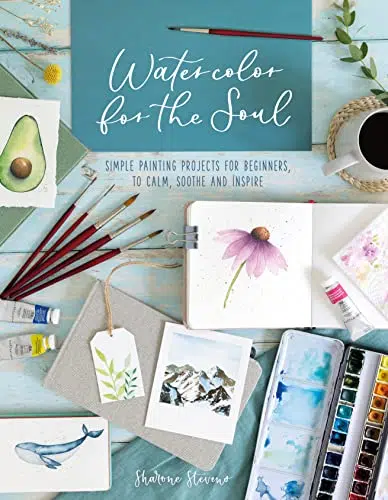 Watercolor
for the Soul
SIMPLE PAINTING PROJECTS FOR BEGINNERS,
TO CALM, SOOTHE AND INSPIRE
Sharone Stevens